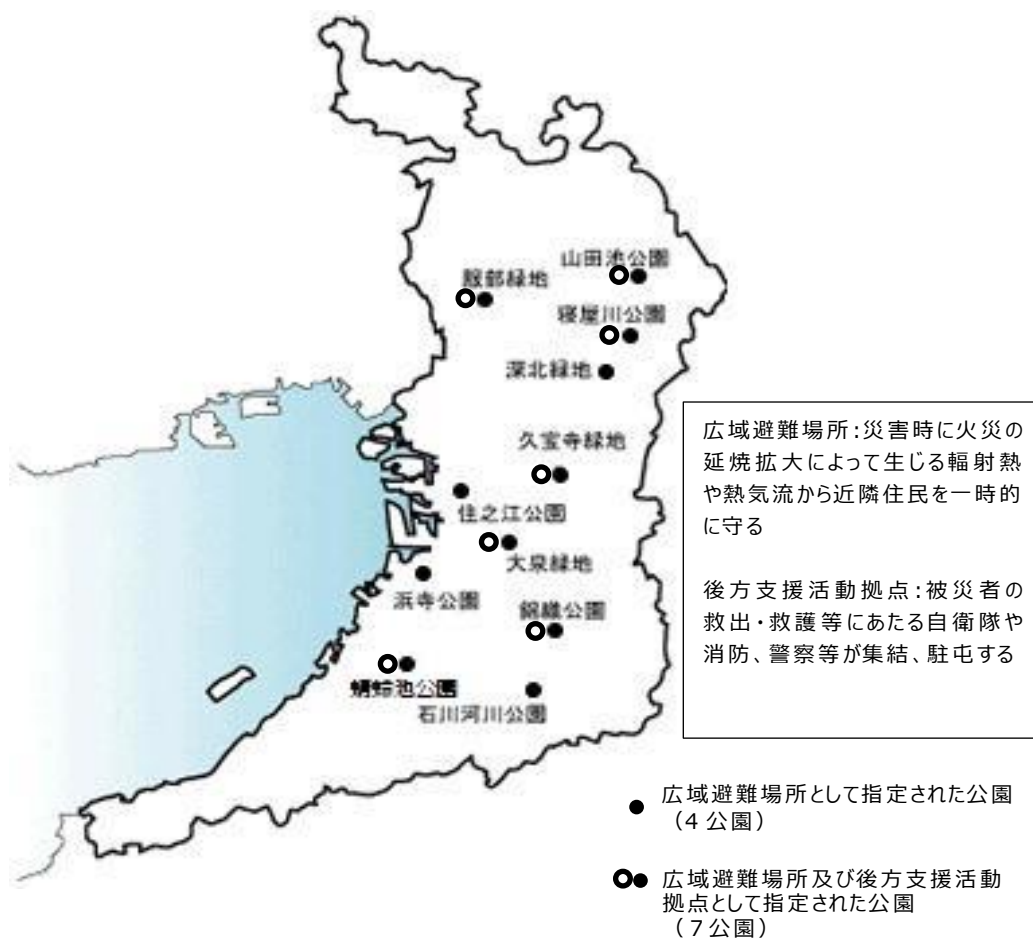 山田池公園
服部緑地
寝屋川公園
深北緑地
久宝寺緑地
住之江公園
大泉緑地
浜寺公園
錦織公園
蜻蛉池公園
石川河川公園
広域避難場所:災害時に火災の
延焼拡大によって生じる輻射熱
や熱気流から近隣住民を一時的
に守る
後方支援活動拠点:被災者の
救出・救護等にあたる自衛隊や
消防、警察等が集結、駐屯する
広域避難場所として指定された公園
(4公園)
広域避難場所及び後方支援活動
拠点として指定された公園
(7公園)